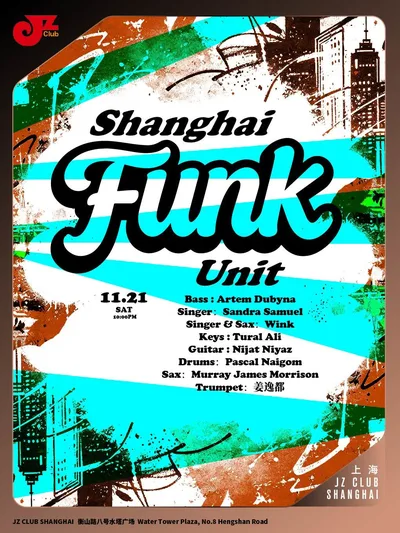 JZ
Club
Shanghai
Funk
Unit
11.21
SAT
10:00PM
Bass : Artem Dubyna
Singer: Sandra Samuel
Singer & Sax: Wink
Keys : Tural Ali
Guitar : Nijat Niyaz
Drums: Pascal Naigom
Sax: Murray James Morrison
Trumpet: 姜逸都
上海
JZ CLUB
SHANGHAI
JZ CLUB SHANGHAI 衡山路八号水塔广场 Water Tower Plaza, No.8 Hengshan Road